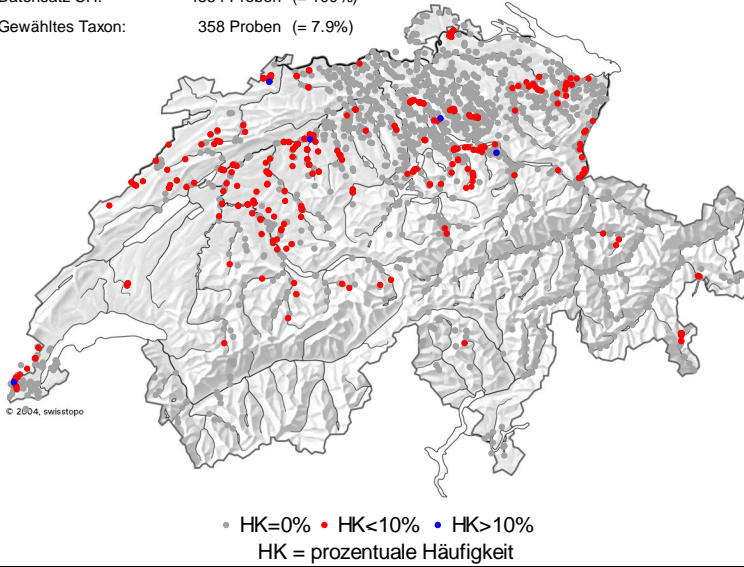 Gewähltes Taxon: 358 Proben (= 7.9%)
© 2004, swisstopo
HK=0% HK<10% HK>10%
HK = prozentuale Häufigkeit